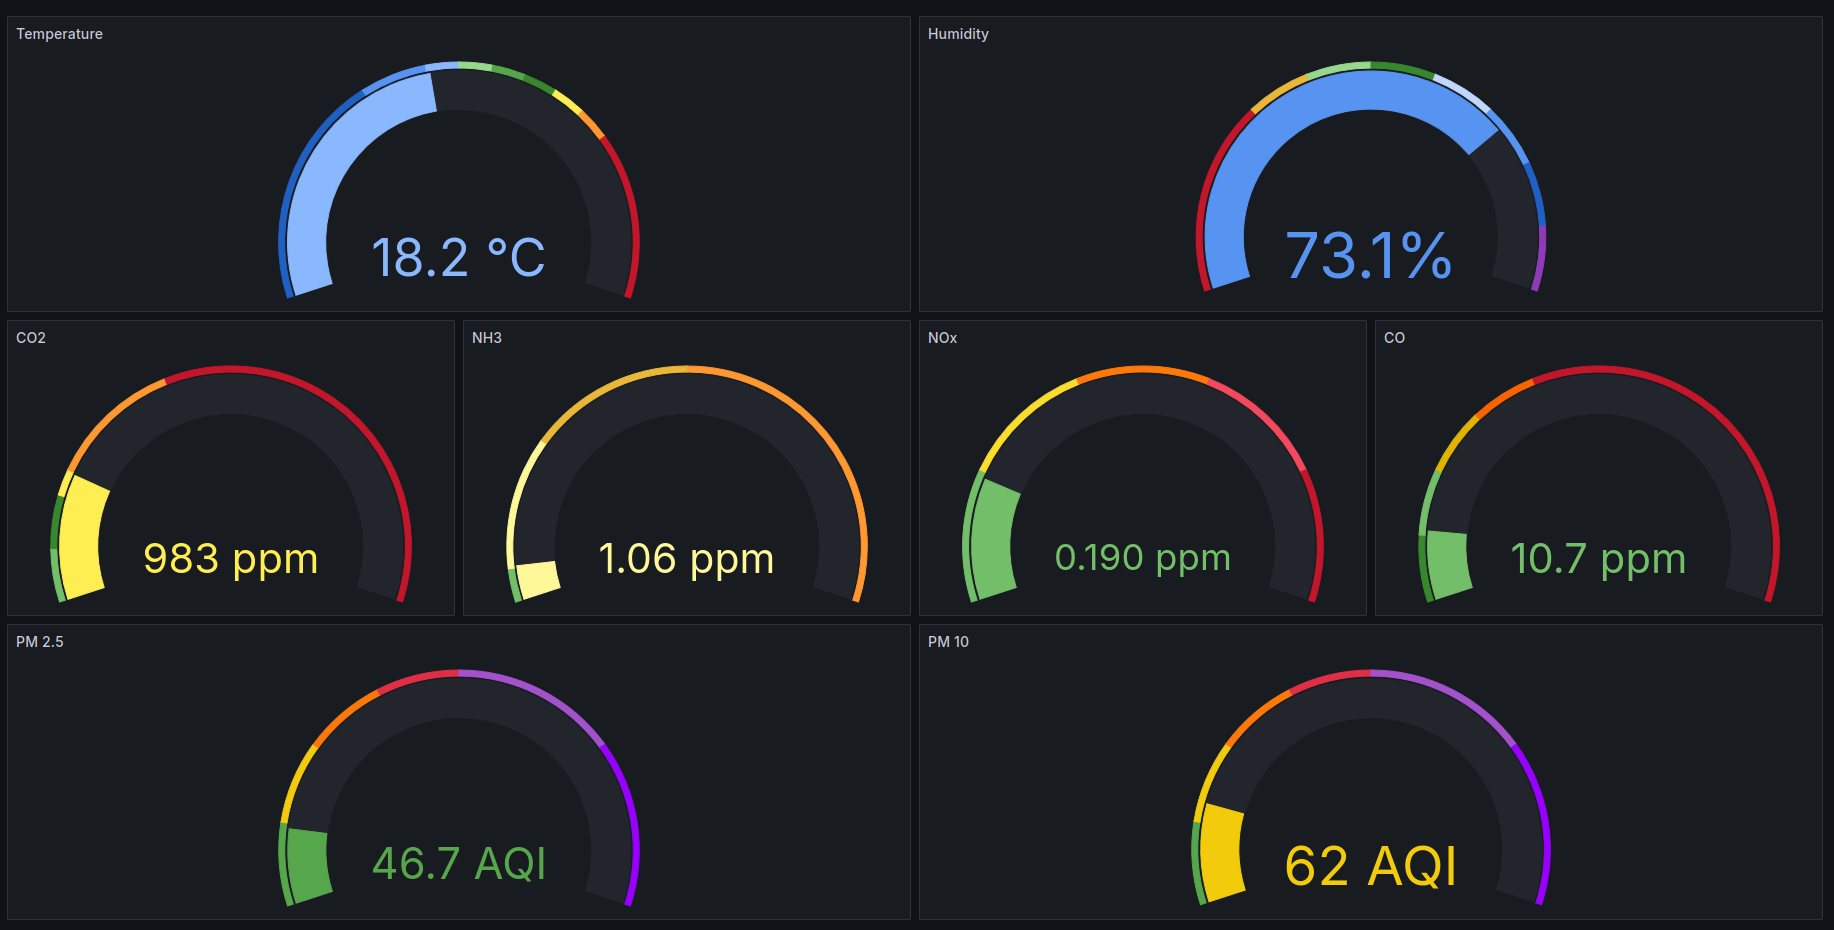 Temperature
18.2 °C
Humidity
73.1%
CO2
983 ppm
NH3
1.06 ppm
NOx
0.190 ppm
CO
10.7 ppm
PM 2.5
46.7 AQI
PM 10
62 AQI